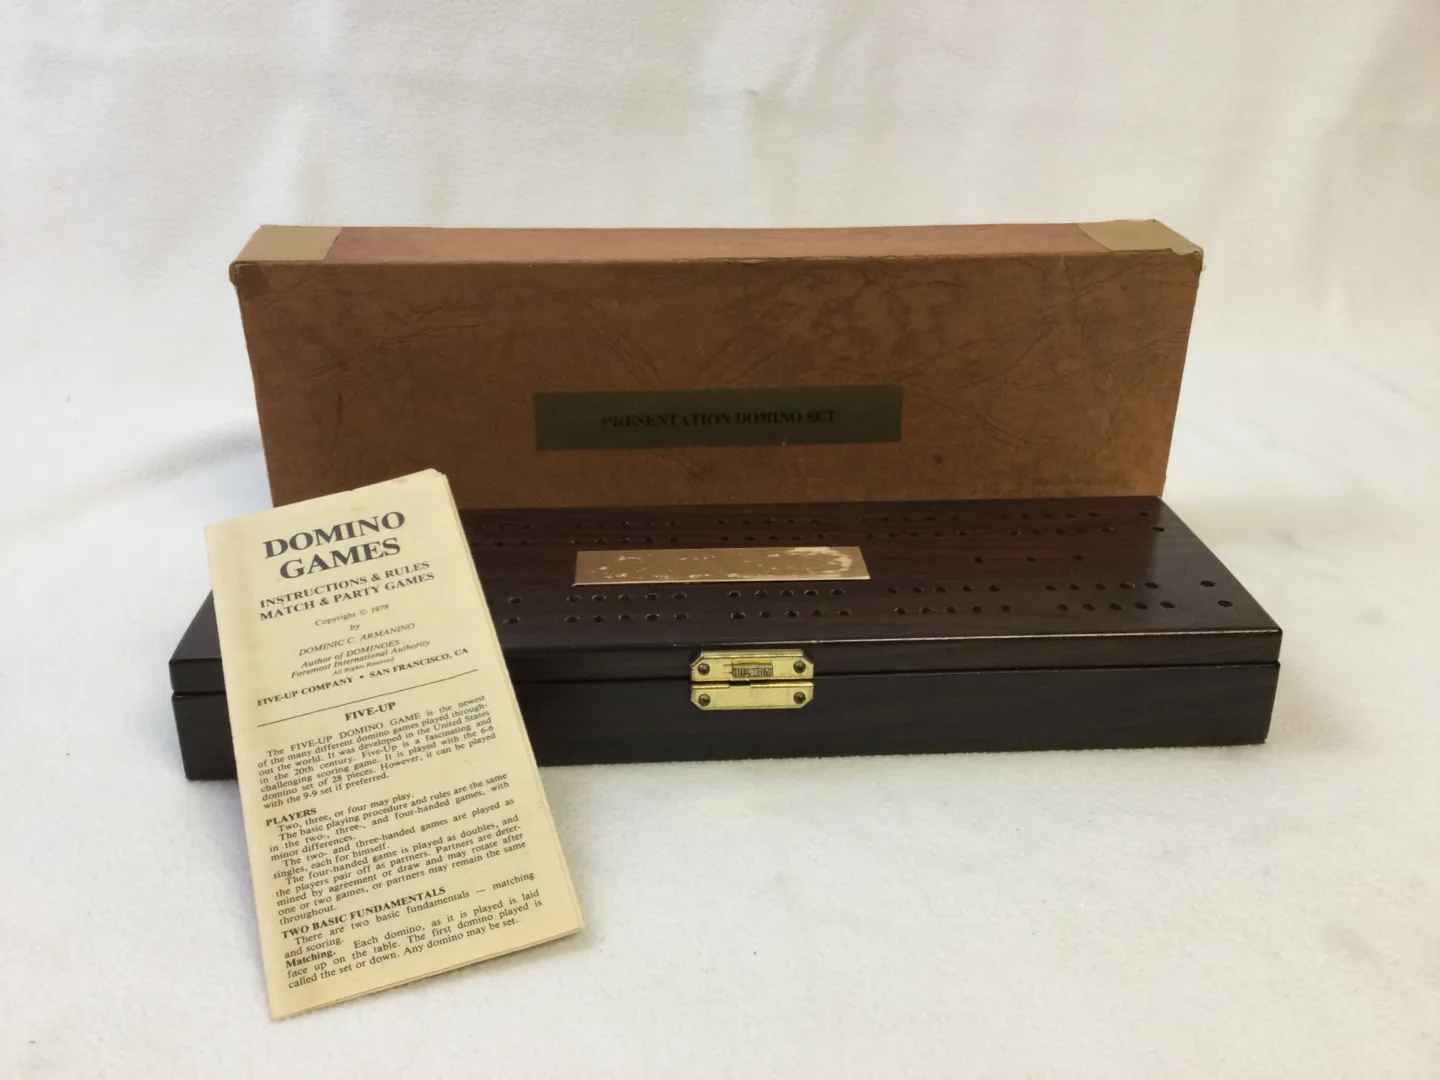 PRESENTATION DOMINO SET
DOMINO
GAMES
INSTRUCTIONS & RULES
MATCH & PARTY GAMES
Copyright © 1978
by
DOMINIC C. ARMANINO
Author of DOMINOES . . .
Foremost International Authority
All Rights Reserved
FIVE-UP COMPANY • SAN FRANCISCO, CA
FIVE-UP
The FIVE-UP DOMINO GAME is the newest
of the many different domino games played through-
out the world. It was developed in the United States
in the 20th century. Five-Up is a fascinating and
challenging scoring game. It is played with the 6-6
domino set of 28 pieces. However, it can be played
with the 9-9 set if preferred.
PLAYERS
Two, three, or four may play.
The basic playing procedure and rules are the same
in the two-, three-, and four-handed games, with
minor differences.
The two- and three-handed games are played as
singles, each for himself.
The four-handed game is played as doubles, and
the players pair off as partners. Partners are deter-
mined by agreement or draw and may rotate after
one or two games, or partners may remain the same
throughout.
TWO BASIC FUNDAMENTALS
There are two basic fundamentals — matching
and scoring.
Matching. Each domino, as it is played is laid
face up on the table. The first domino played is
called the set or down. Any domino may be set.